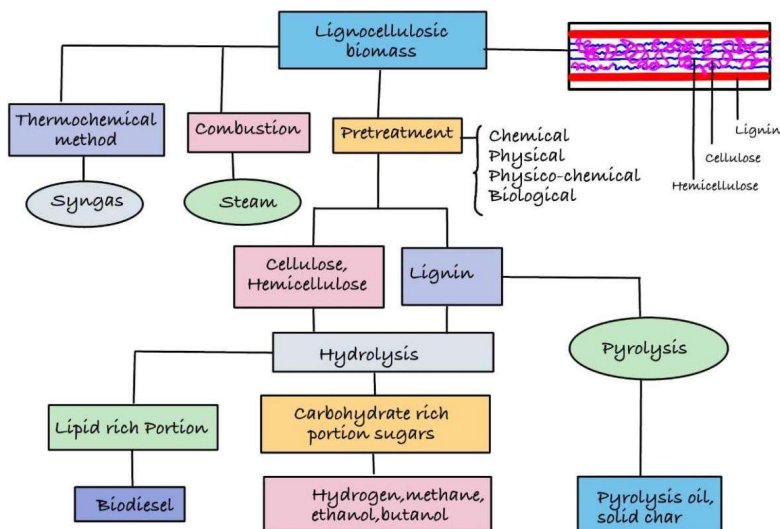 Lignocellulosic
biomass
Lignin
Cellulose
Hemicellulose
Thermochemical
method
Combustion
Pretreatment
Chemical
Physical
Physico-chemical
Biological
Syngas
Steam
Cellulose,
Hemicellulose
Lignin
Hydrolysis
Pyrolysis
Lipid rich Portion
Carbohydrate rich
portion sugars
Biodiesel
Hydrogen,methane,
ethanol,butanol
Pyrolysis oil,
solid char